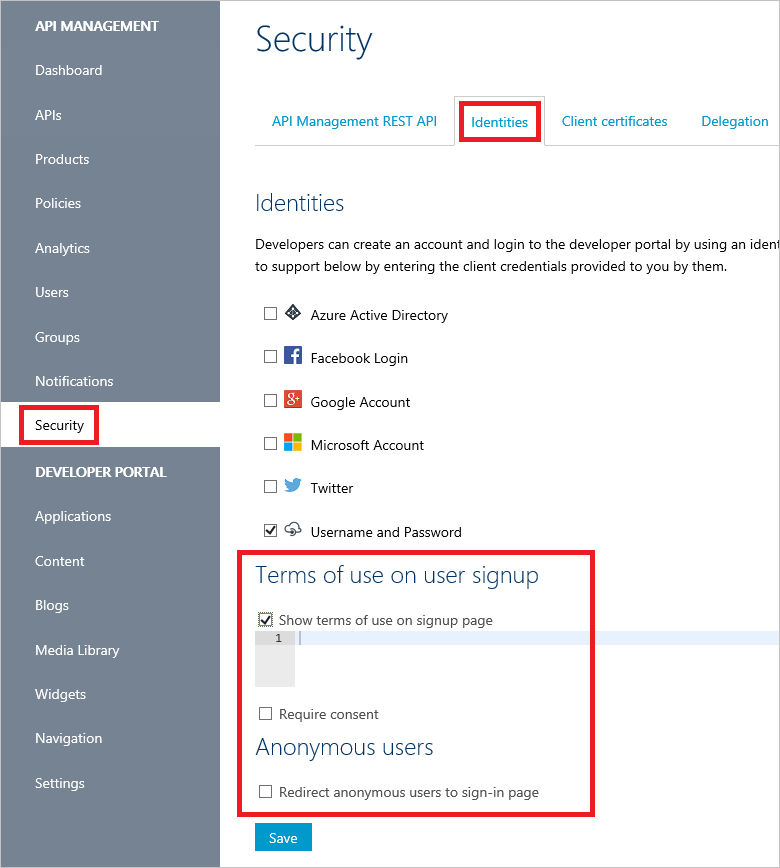 API MANAGEMENT
Dashboard
APIs
Products
Policies
Analytics
Users
Groups
Notifications
Security
DEVELOPER PORTAL
Applications
Content
Blogs
Media Library
Widgets
Navigation
Settings
Security
API Management REST API Identities Client certificates Delegation
Identities
Developers can create an account and login to the developer portal by using an iden
to support below by entering the client credentials provided to you by them.
Azure Active Directory
Facebook Login
Google Account
Microsoft Account
Twitter
Username and Password
Terms of use on user signup
Show terms of use on signup page
1
Require consent
Anonymous users
Redirect anonymous users to sign-in page
Save